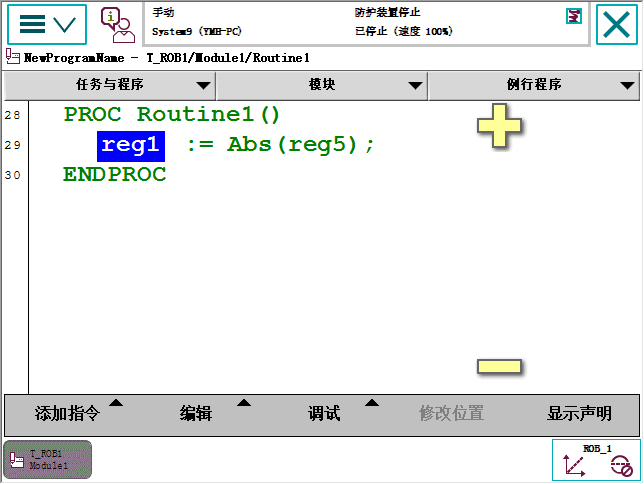 手动
防护装置停止
System9 (YMH-PC)
已停止 (速度 100%)
NewProgramName - T_ROB1/Module1/Routine1
任务与程序 模块 例行程序
28 PROC Routine1()
29 reg1 := Abs(reg5);
30 ENDPROC
添加指令 编辑 调试 修改位置 显示声明
T_ROB1
Module1
ROB_1